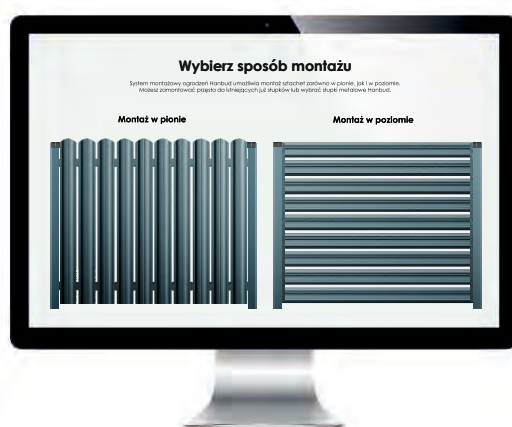 Wybierz sposób montażu
System montażowy ogrodzeń Hanbud umożliwia montaż sztachet zarówno w pionie, jak i w poziomie.
Możesz zamontować przęsła do istniejących już słupków lub wybrać słupki metalowe Hanbud.
Montaż w pionie
Montaż w poziomie